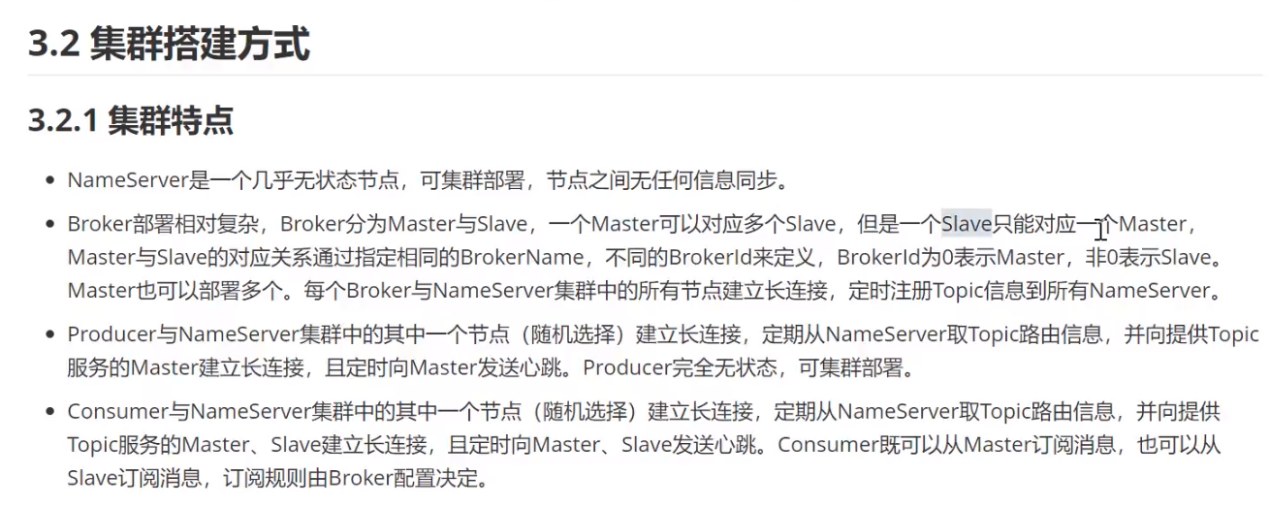 3.2 集群搭建方式
3.2.1 集群特点
• NameServer是一个几乎无状态节点，可集群部署，节点之间无任何信息同步。
• Broker部署相对复杂，Broker分为Master与Slave，一个Master可以对应多个Slave，但是一个Slave只能对应一个Master，
Master与Slave的对应关系通过指定相同的BrokerName，不同的BrokerId来定义，BrokerId为0表示Master，非0表示Slave。
Master也可以部署多个。每个Broker与NameServer集群中的所有节点建立长连接，定时注册Topic信息到所有NameServer。
• Producer与NameServer集群中的其中一个节点（随机选择）建立长连接，定期从NameServer取Topic路由信息，并向提供Topic
服务的Master建立长连接，且定时向Master发送心跳。Producer完全无状态，可集群部署。
• Consumer与NameServer集群中的其中一个节点（随机选择）建立长连接，定期从NameServer取Topic路由信息，并向提供
Topic服务的Master、Slave建立长连接，且定时向Master、Slave发送心跳。Consumer既可以从Master订阅消息，也可以从
Slave订阅消息，订阅规则由Broker配置决定。